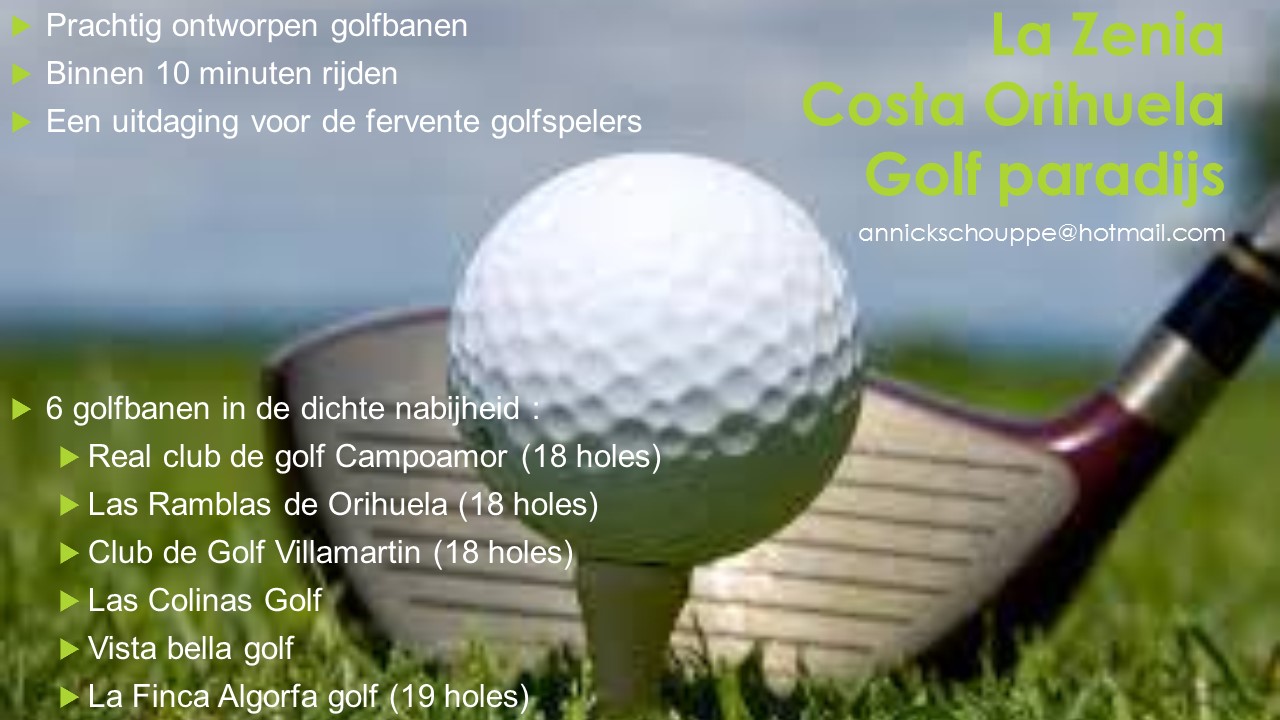 Prachtig ontworpen golfbanen
Binnen 10 minuten rijden
Een uitdaging voor de fervente golfspelers
La Zenia
Costa Orihuela
Golf paradijs
annickschouppe@hotmail.com
6 golfbanen in de dichte nabijheid :
Real club de golf Campoamor (18 holes)
Las Ramblas de Orihuela (18 holes)
Club de Golf Villamartin (18 holes)
Las Colinas Golf
Vista bella golf
La Finca Algorfa golf (19 holes)